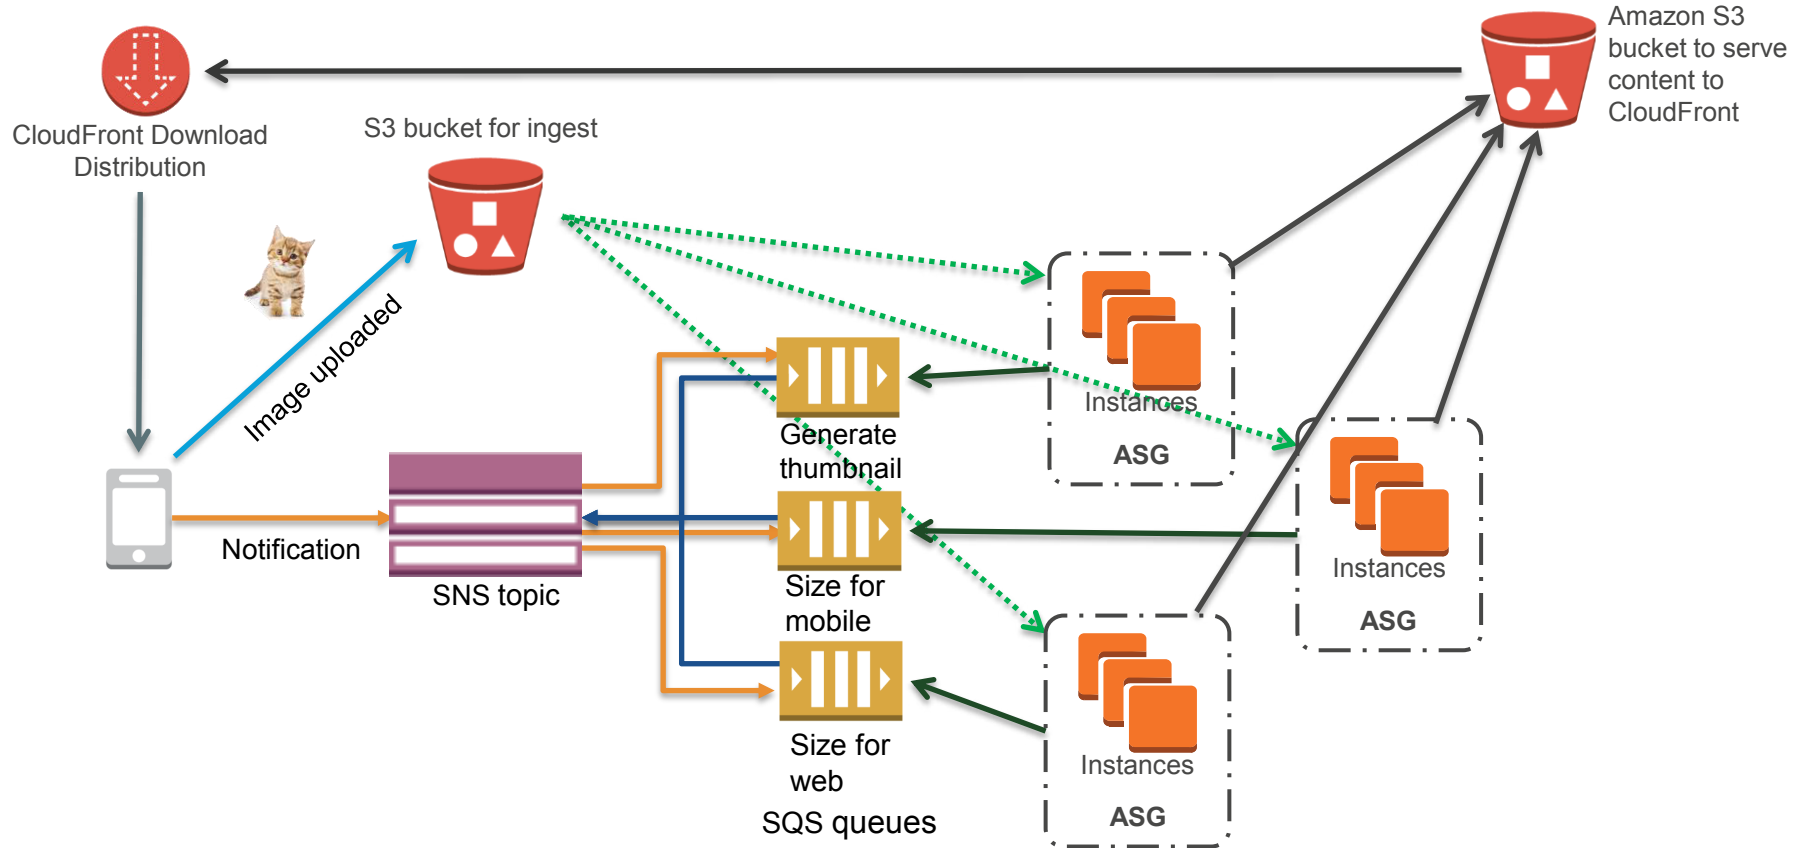 Amazon S3
bucket to serve
content to
CloudFront
CloudFront Download
Distribution
S3 bucket for ingest
Image uploaded
Notification
SNS topic
Generate
thumbnail
Size for
mobile
Size for
web
SQS queues
Instances
ASG
Instances
ASG
Instances
ASG